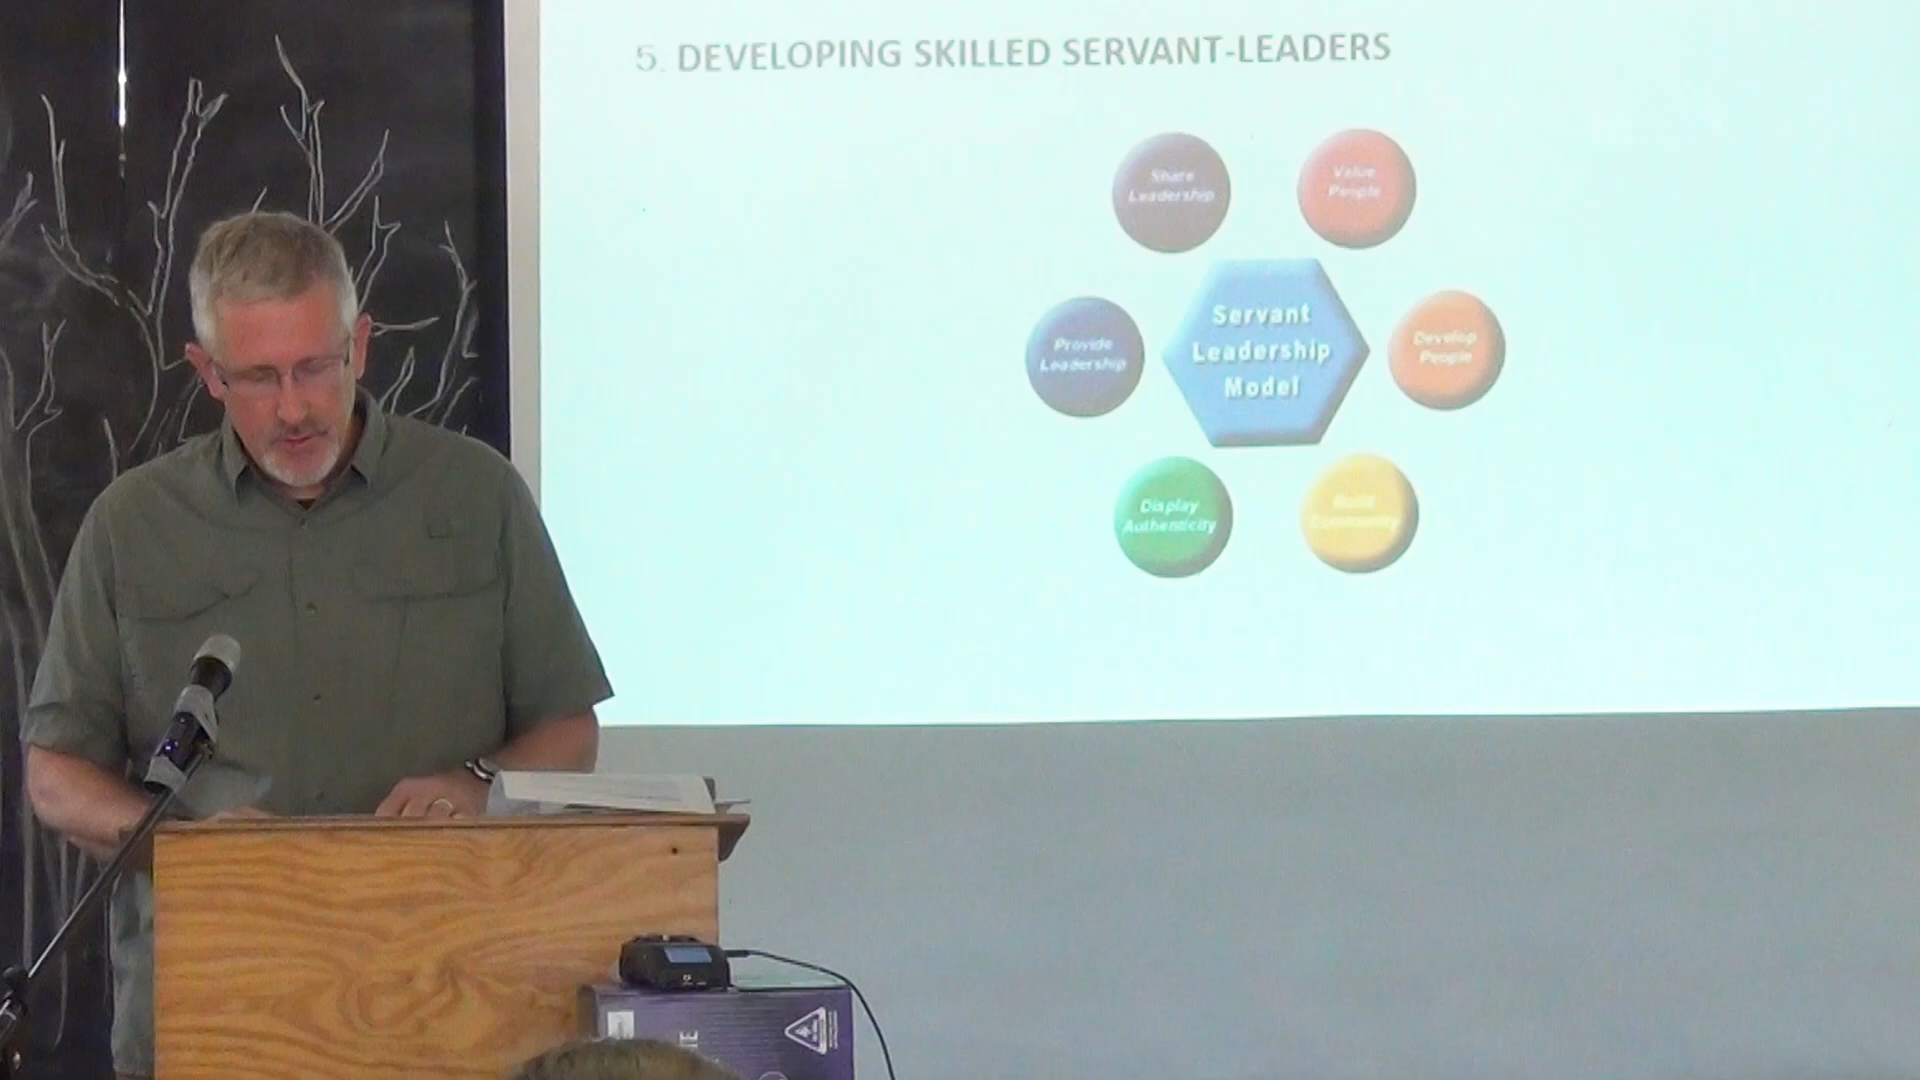 5. DEVELOPING SKILLED SERVANT-LEADERS
Share
Leadership
Value
People
Provide
Leadership
Servant
Leadership
Model
Develop
People
Display
Authenticity
Build
Community